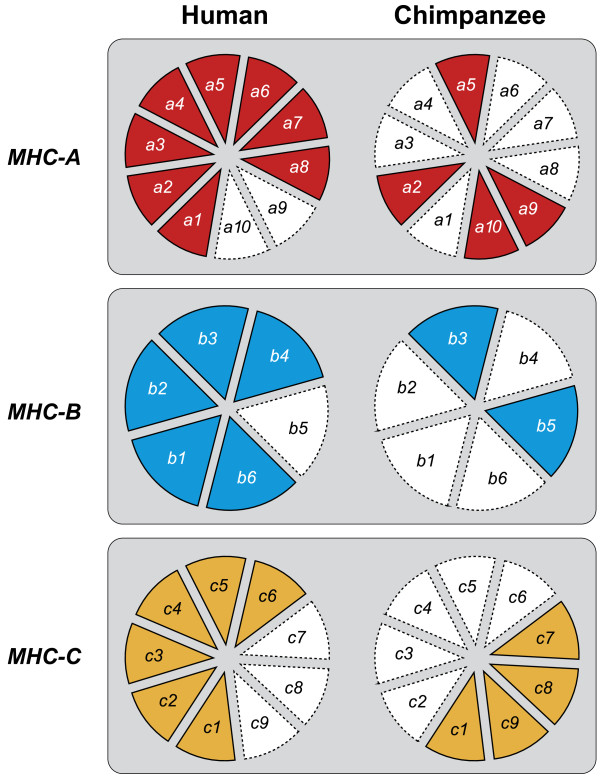 Human Chimpanzee
MHC-A
a5 a6
a4 a7
a3 a8
a2 a9
a1 a10
a5 a6
a4 a7
a3 a8
a2 a9
a1 a10
MHC-B
b3 b4
b2 b5
b1 b6
b3 b4
b2 b5
b1 b6
MHC-C
c5 c6
c4 c7
c3 c8
c2 c9
c1
c5 c6
c4 c7
c3 c8
c2 c9
c1